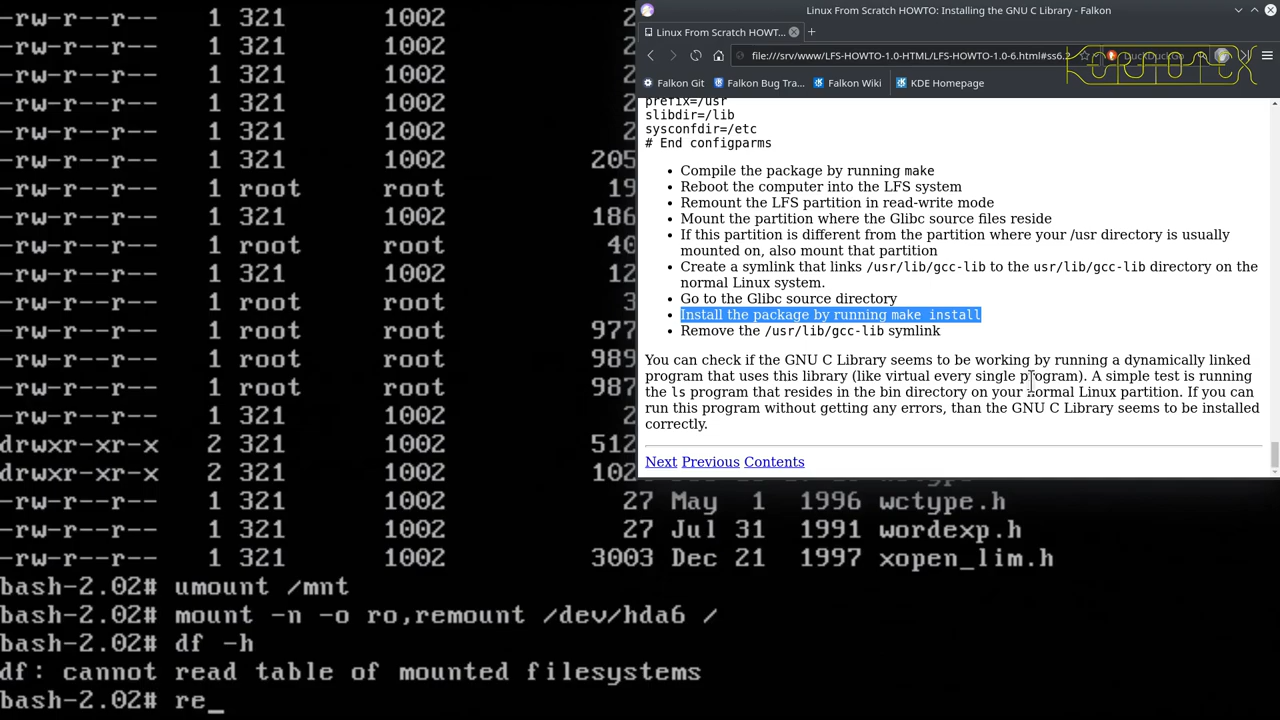 -rw-r--r-- 1 321 1002 2
-rw-r--r-- 1 321 1002
-rw-r--r-- 1 321 1002
-rw-r--r-- 1 321 1002 2
-rw-r--r-- 1 321 1002 2
-rw-r--r-- 1 321 1002 205
-rw-r--r-- 1 root root 19
-rw-r--r-- 1 321 1002 186
-rw-r--r-- 1 root root 40
-rw-r--r-- 1 321 1002 12
-rw-r--r-- 1 root root 3
-rw-r--r-- 1 root root 977
-rw-r--r-- 1 root root 989
-rw-r--r-- 1 root root 987
drwxr-xr-x 2 321 1002 512
drwxr-xr-x 2 321 1002 102
-rw-r--r-- 1 321 1002 27 May 1 1996 wctype.h
-rw-r--r-- 1 321 1002 27 Jul 31 1991 wordexp.h
-rw-r--r-- 1 321 1002 3003 Dec 21 1997 xopen_lim.h
bash-2.02# umount /mnt
bash-2.02# mount -n -o ro,remount /dev/hda6 /
bash-2.02# df -h
df: cannot read table of mounted filesystems
bash-2.02# re_
Linux From Scratch HOWTO: Installing the GNU C Library - Falkon
Linux From Scratch HOWT...
file:///srv/www/LFS-HOWTO-1.0-HTML/LFS-HOWTO-1.0-6.html#ss6.2
DuckDuckGo
Falkon Git Falkon Bug Tra... Falkon Wiki KDE Homepage
prefix=/usr
slibdir=/lib
sysconfdir=/etc
# End configparms
• Compile the package by running make
• Reboot the computer into the LFS system
• Remount the LFS partition in read-write mode
• Mount the partition where the Glibc source files reside
• If this partition is different from the partition where your /usr directory is usually
mounted on, also mount that partition
• Create a symlink that links /usr/lib/gcc-lib to the usr/lib/gcc-lib directory on the
normal Linux system.
• Go to the Glibc source directory
• Install the package by running make install
• Remove the /usr/lib/gcc-lib symlink
You can check if the GNU C Library seems to be working by running a dynamically linked
program that uses this library (like virtual every single program). A simple test is running
the ls program that resides in the bin directory on your normal Linux partition. If you can
run this program without getting any errors, than the GNU C Library seems to be installed
correctly.
Next Previous Contents